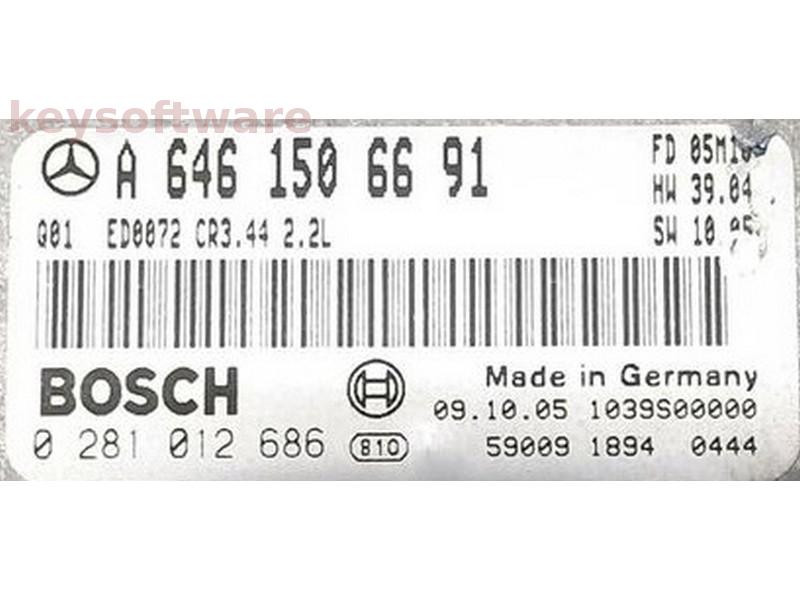 keysoftware
A 646 150 66 91
FD
HW 39.04
Q01 ED0072 CR3.44 2.2L
SW 10
BOSCH
Made in Germany
09.10.05 1039S00000
0 281 012 686 810
59009 1894 0444